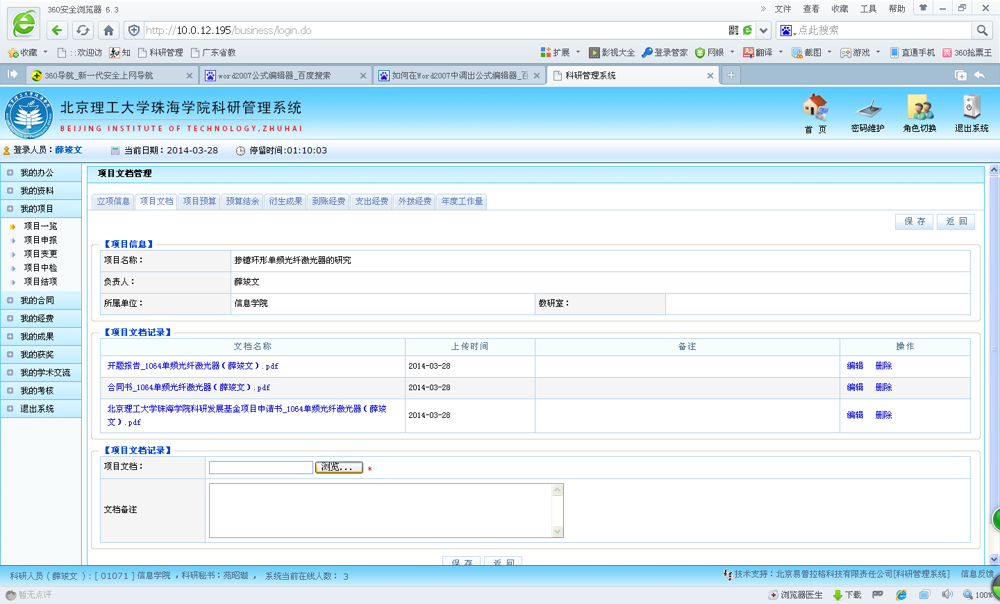 360安全浏览器 6.3
» 文件 查看 收藏 工具 帮助
http://10.0.12.195/business/login.do
点此搜索
收藏 ::欢迎访 知 科研管理 广东省教
扩展 影视大全 登录管家 网银 翻译 截图 游戏 直通手机 360抢票王
360导航_新一代安全上网导航
word2007公式编辑器_百度搜索
如何在Word2007中调出公式编辑器_百
科研管理系统
北京理工大学珠海学院科研管理系统
BEIJING INSTITUTE OF TECHNOLOGY,ZHUHAI
首 页 密码维护 角色切换 退出系统
登录人员：薛竣文 当前日期：2014-03-28 停留时间:01:10:03
我的办公
我的资料
我的项目
项目一览
项目申报
项目变更
项目中检
项目结项
我的合同
我的经费
我的成果
我的获奖
我的学术交流
我的考核
退出系统
项目文档管理
立项信息 项目文档 项目预算 预算结余 衍生成果 到账经费 支出经费 外拨经费 年度工作量
保 存 返 回
【项目信息】
项目名称： 掺镱环形单频光纤激光器的研究
负责人： 薛竣文
所属单位： 信息学院 教研室：
【项目文档记录】
文档名称 上传时间 备注 操作
开题报告_1064单频光纤激光器（薛竣文）.pdf 2014-03-28 编辑 删除
合同书_1064单频光纤激光器（薛竣文）.pdf 2014-03-28 编辑 删除
北京理工大学珠海学院科研发展基金项目申请书_1064单频光纤激光器（薛竣
文）.pdf 2014-03-28 编辑 删除
【项目文档记录】
项目文档： 浏览... *
文档备注
保 存 返 回
科研人员（薛竣文）：[ 01071 ] 信息学院 ，科研秘书：苑昭璇 ， 系统当前在线人数： 3
技术支持：北京易普拉格科技有限责任公司[科研管理系统] 信息反馈
暂无点评
浏览器医生 下载 100%